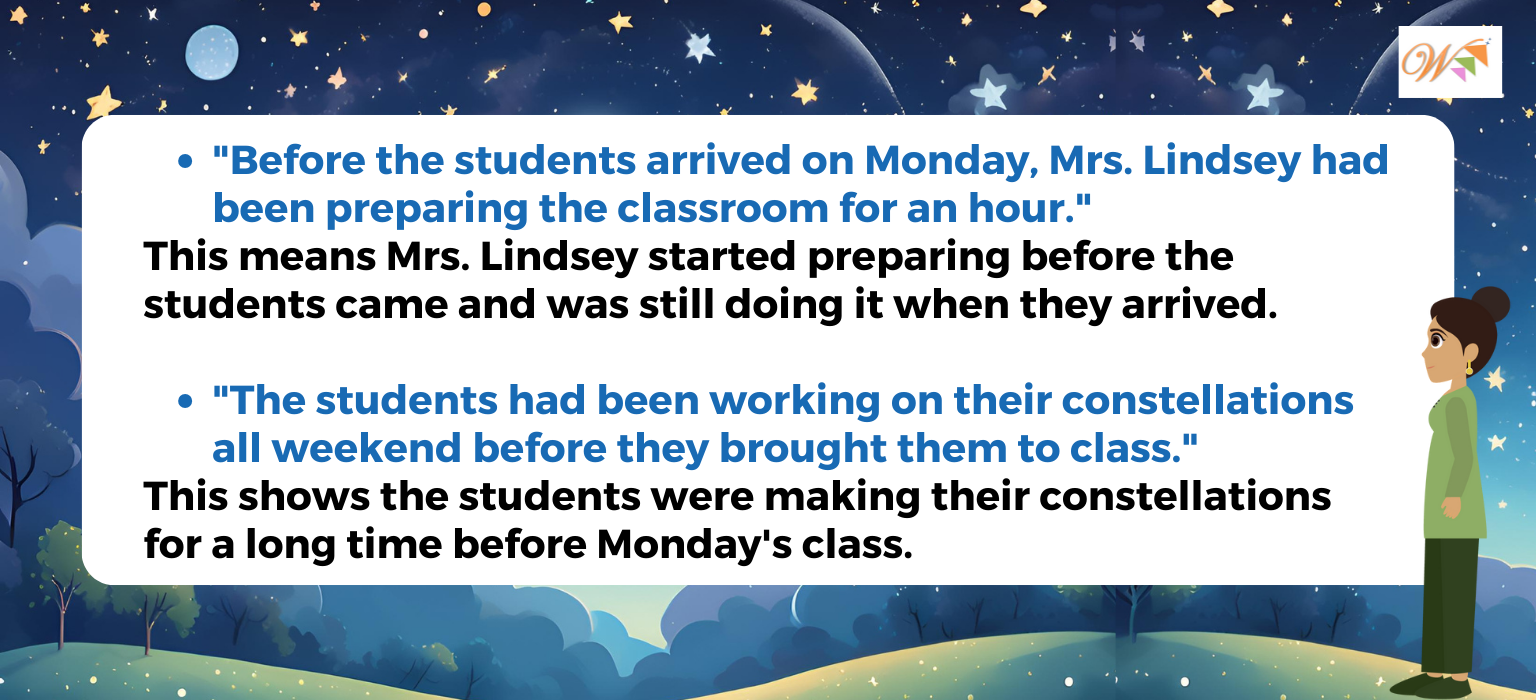 W
• "Before the students arrived on Monday, Mrs. Lindsey had
been preparing the classroom for an hour."
This means Mrs. Lindsey started preparing before the
students came and was still doing it when they arrived.
• "The students had been working on their constellations
all weekend before they brought them to class."
This shows the students were making their constellations
for a long time before Monday's class.